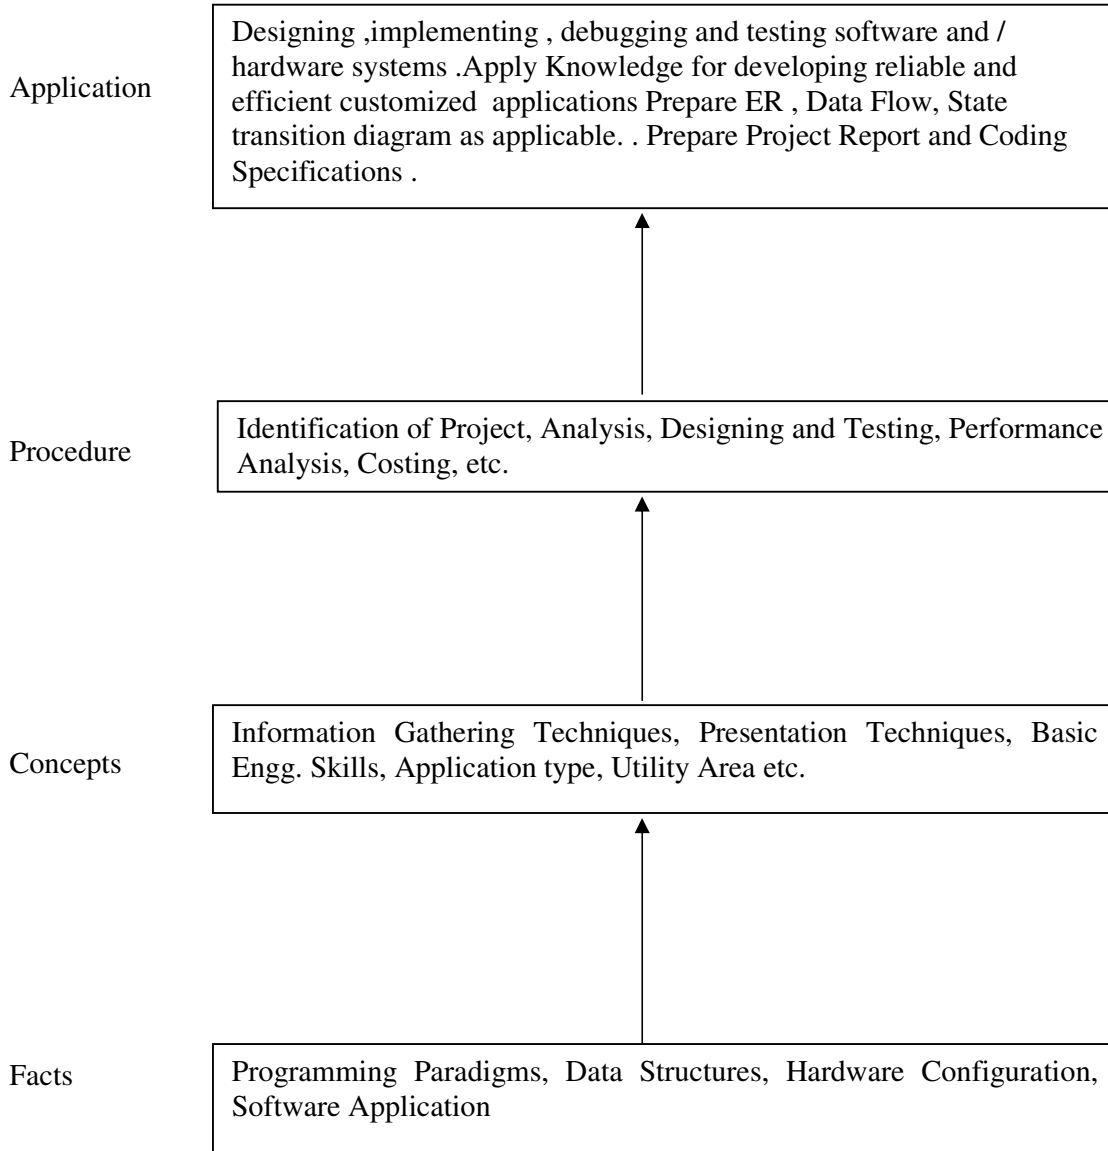 Application
Designing ,implementing , debugging and testing software and /
hardware systems .Apply Knowledge for developing reliable and
efficient customized applications Prepare ER , Data Flow, State
transition diagram as applicable. . Prepare Project Report and Coding
Specifications .
Procedure
Identification of Project, Analysis, Designing and Testing, Performance
Analysis, Costing, etc.
Concepts
Information Gathering Techniques, Presentation Techniques, Basic
Engg. Skills, Application type, Utility Area etc.
Facts
Programming Paradigms, Data Structures, Hardware Configuration,
Software Application